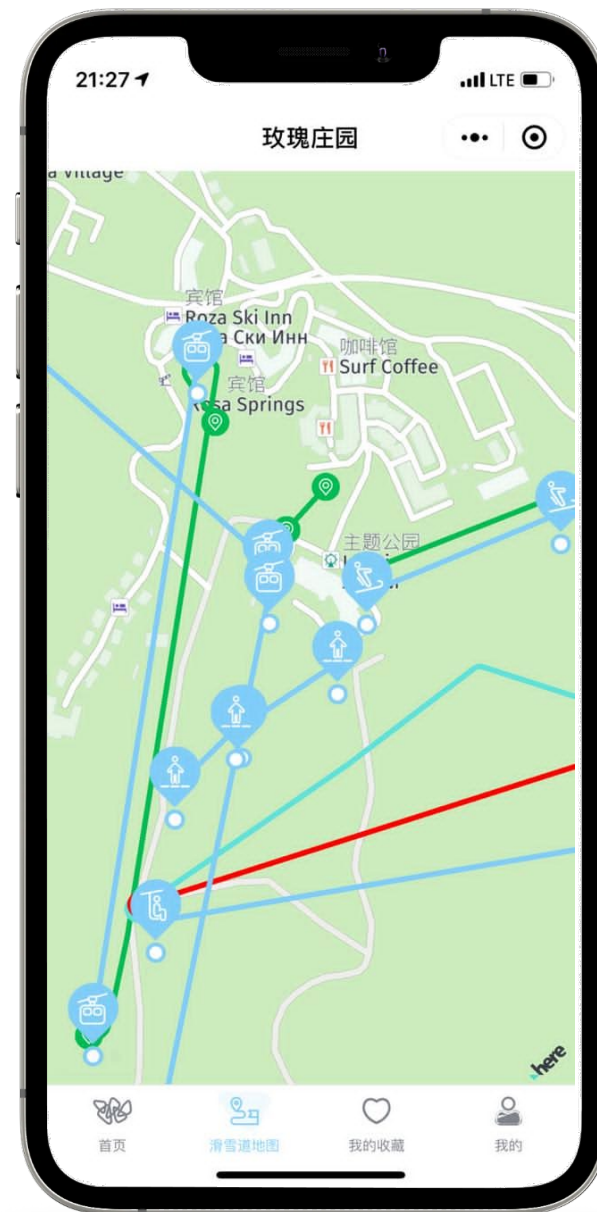 21:27
LTE
玫瑰庄园
a Village
宾馆
Roza Ski Inn
а Ски Инн
宾馆
sa Springs
咖啡馆
Surf Coffee
主题公园
here
首页
滑雪道地图
我的收藏
我的